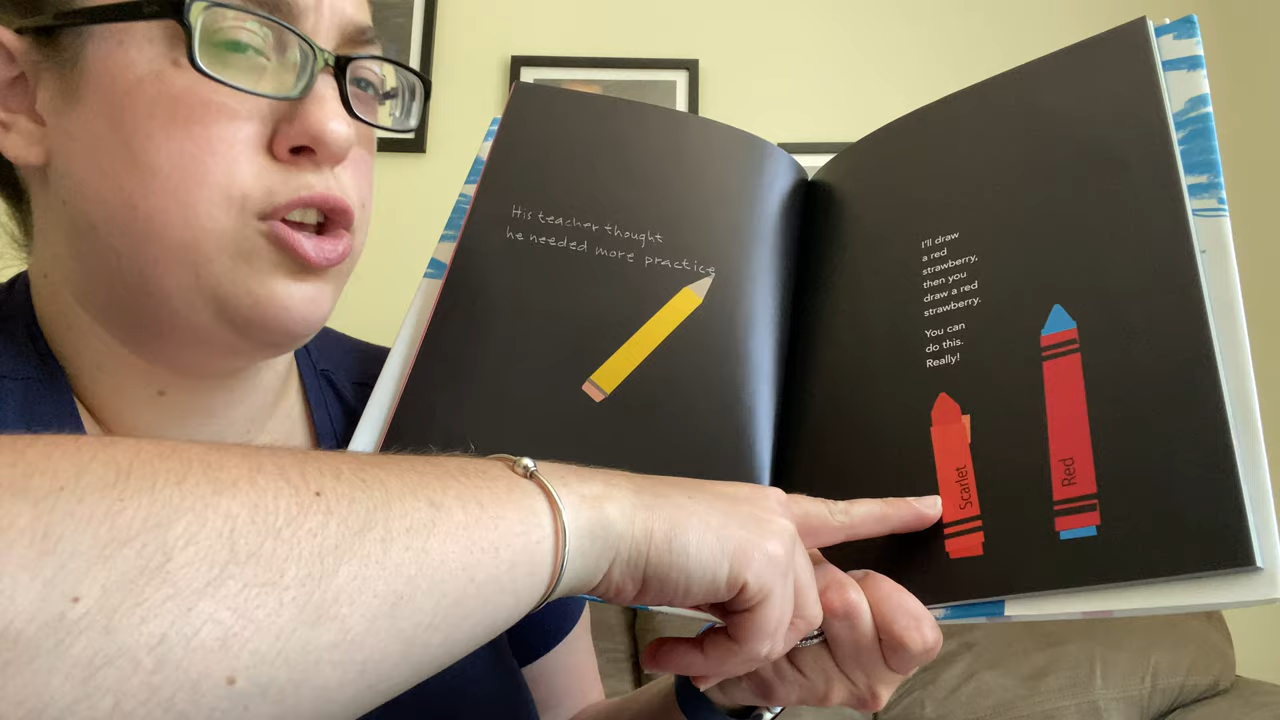 His teacher thought
he needed more practice
I'll draw
a red
strawberry,
then you
draw a red
strawberry.
You can
do this.
Really!
Scarlet
Red